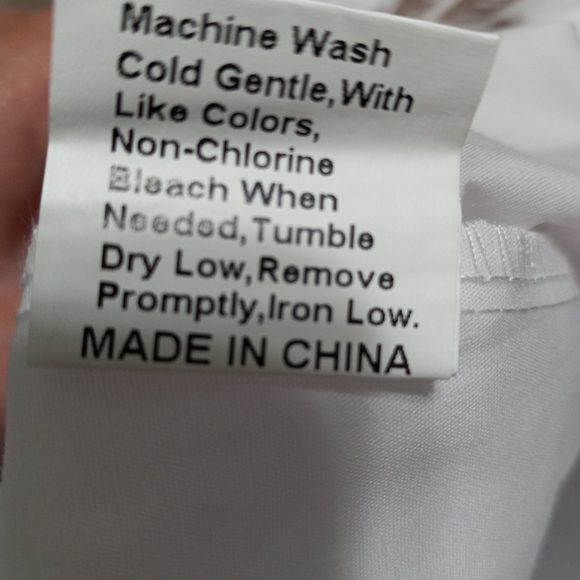 Machine Wash
Cold Gentle,With
Like Colors,
Non-Chlorine
Bleach When
Needed,Tumble
Dry Low,Remove
Promptly,Iron Low.
MADE IN CHINA